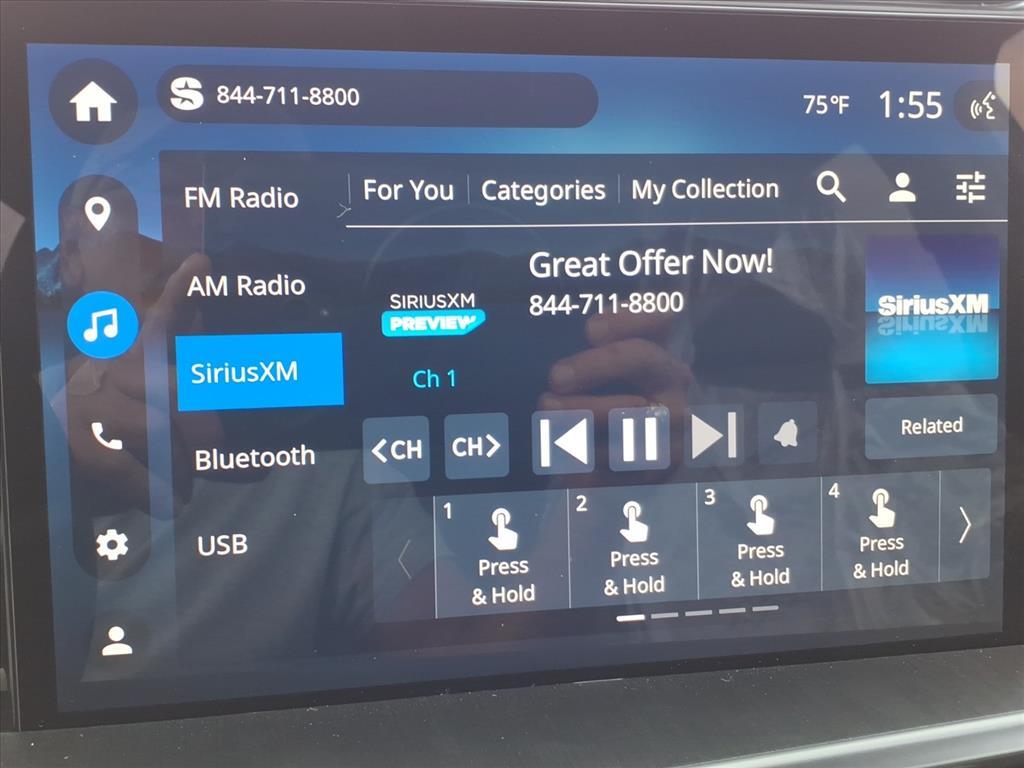 844-711-8800
75°F 1:55
FM Radio
AM Radio
SiriusXM
Bluetooth
USB
For You Categories My Collection
Great Offer Now!
844-711-8800
SIRIUSXM
PREVIEW
Ch 1
SiriusXM
<CH CH>
Related
1 Press
& Hold
2 Press
& Hold
3 Press
& Hold
4 Press
& Hold